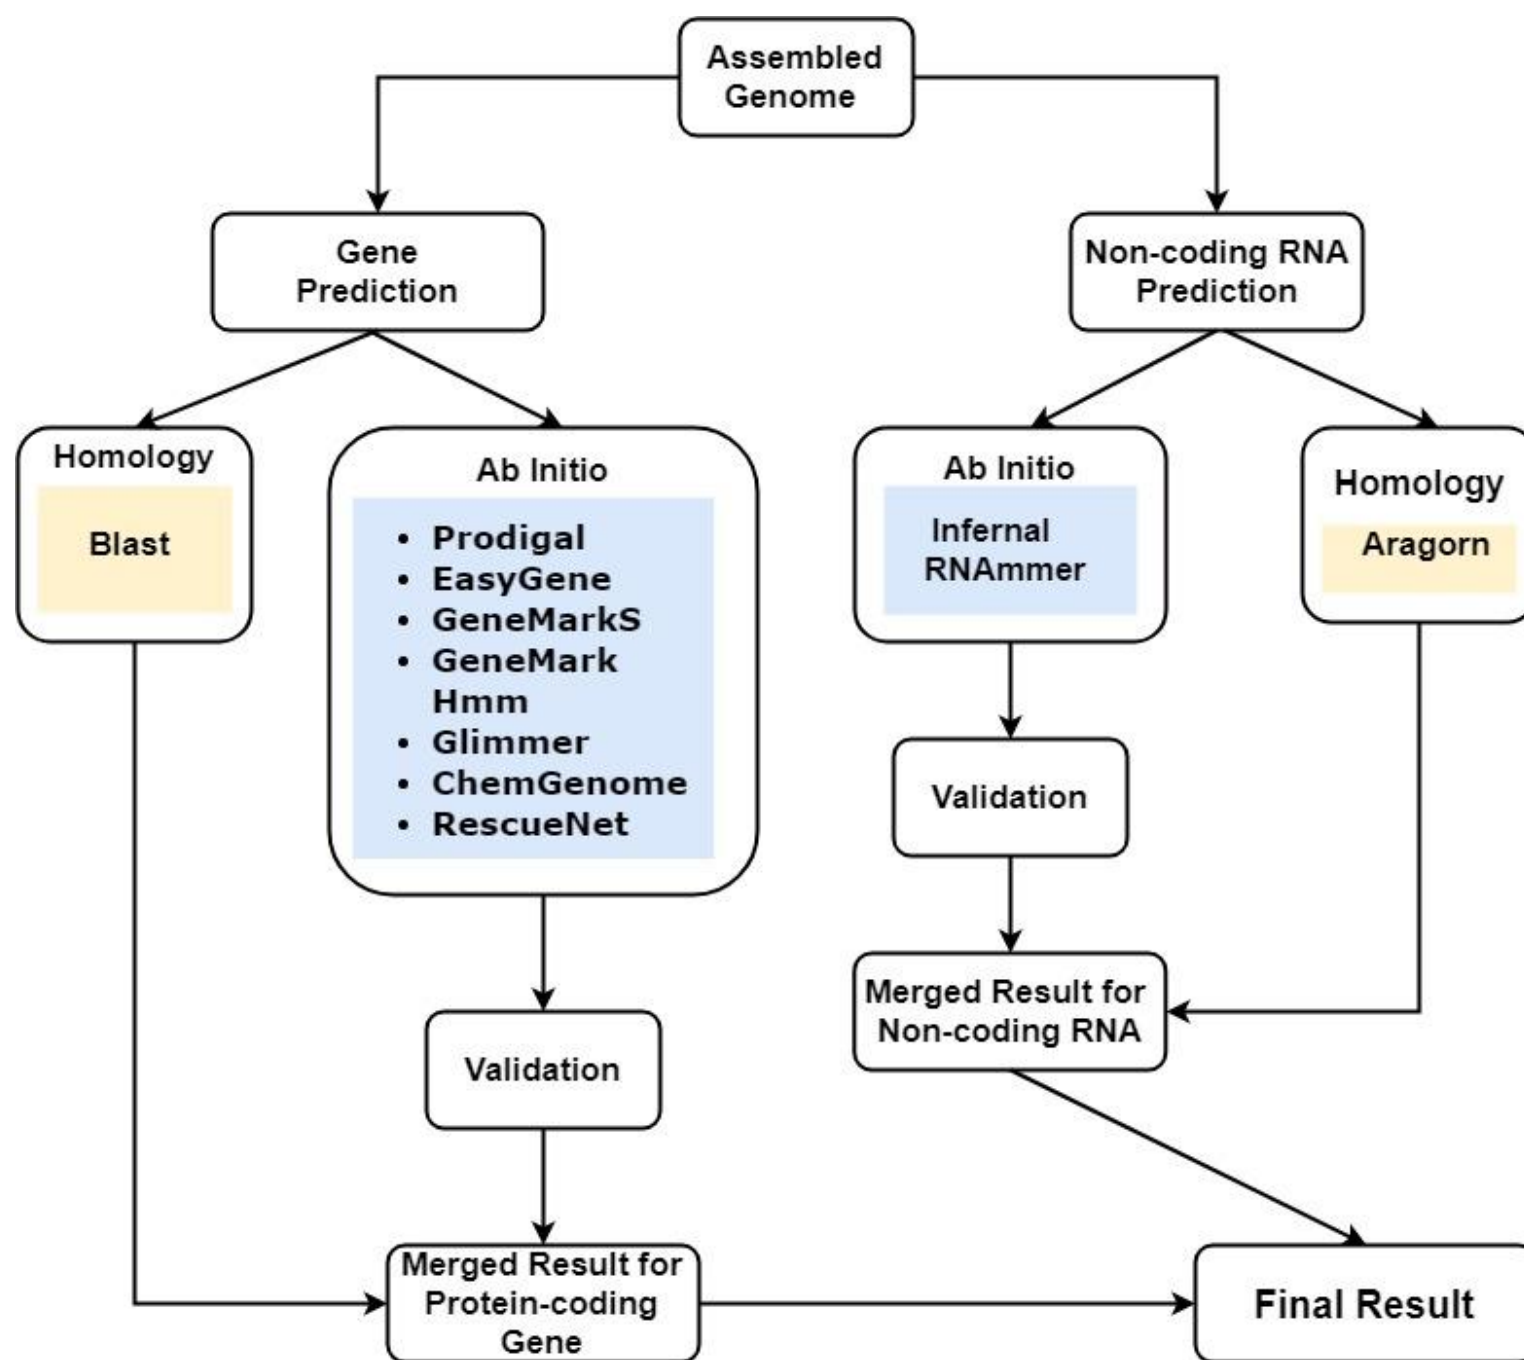 Assembled
Genome
Gene
Prediction
Non-coding RNA
Prediction
Homology
Blast
Ab Initio
• Prodigal
• EasyGene
• GeneMarkS
• GeneMark
Hmm
• Glimmer
• ChemGenome
• RescueNet
Ab Initio
Infernal
RNAmmer
Homology
Aragorn
Validation
Merged Result for
Non-coding RNA
Validation
Merged Result for
Protein-coding
Gene
Final Result